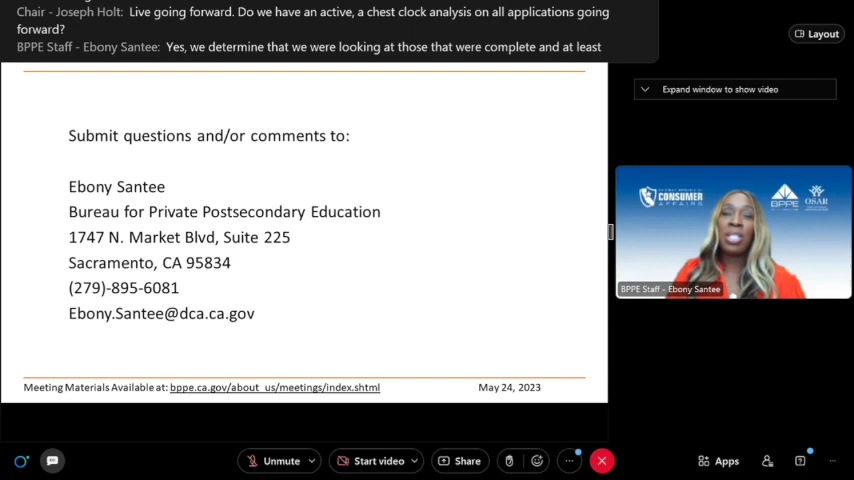 Chair - Joseph Holt: Live going forward. Do we have an active, a chest clock analysis on all applications going
forward?
BPPE Staff - Ebony Santee: Yes, we determine that we were looking at those that were complete and at least
Layout
Expand window to show video
Submit questions and/or comments to:
Ebony Santee
Bureau for Private Postsecondary Education
1747 N. Market Blvd, Suite 225
Sacramento, CA 95834
(279)-895-6081
Ebony.Santee@dca.ca.gov
CONSUMER
AFFAIRS
BPPE
OSAR
BPPE Staff - Ebony Santee
Meeting Materials Available at: bppe.ca.gov/about_us/meetings/index.shtml
May 24, 2023
Unmute
Start video
Share
Apps